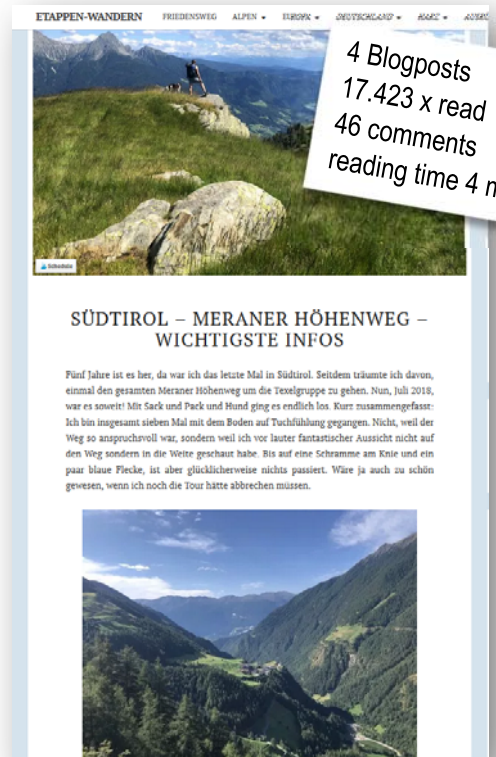 ETAPPEN-WANDERN FRIEDENSWEG ALPEN EUROPA DEUTSCHLAND HARZ
4 Blogposts
17.423 x read
46 comments
reading time 4 m
SÜDTIROL – MERANER HÖHENWEG –
WICHTIGSTE INFOS
Fünf Jahre ist es her, da war ich das letzte Mal in Südtirol. Seitdem träumte ich davon,
einmal den gesamten Meraner Höhenweg um die Texelgruppe zu gehen. Nun, Juli 2018,
war es soweit! Mit Sack und Pack und Hund ging es endlich los. Kurz zusammengefasst:
Ich bin insgesamt sieben Mal mit dem Boden auf Tuchfühlung gegangen. Nicht, weil der
Weg so anspruchsvoll war, sondern weil ich vor lauter fantastischer Aussicht nicht auf
den Weg sondern in die Weite geschaut habe. Bis auf eine Schramme am Knie und ein
paar blaue Flecke, ist aber glücklicherweise nichts passiert. Wäre ja auch zu schön
gewesen, wenn ich noch die Tour hätte abbrechen müssen.